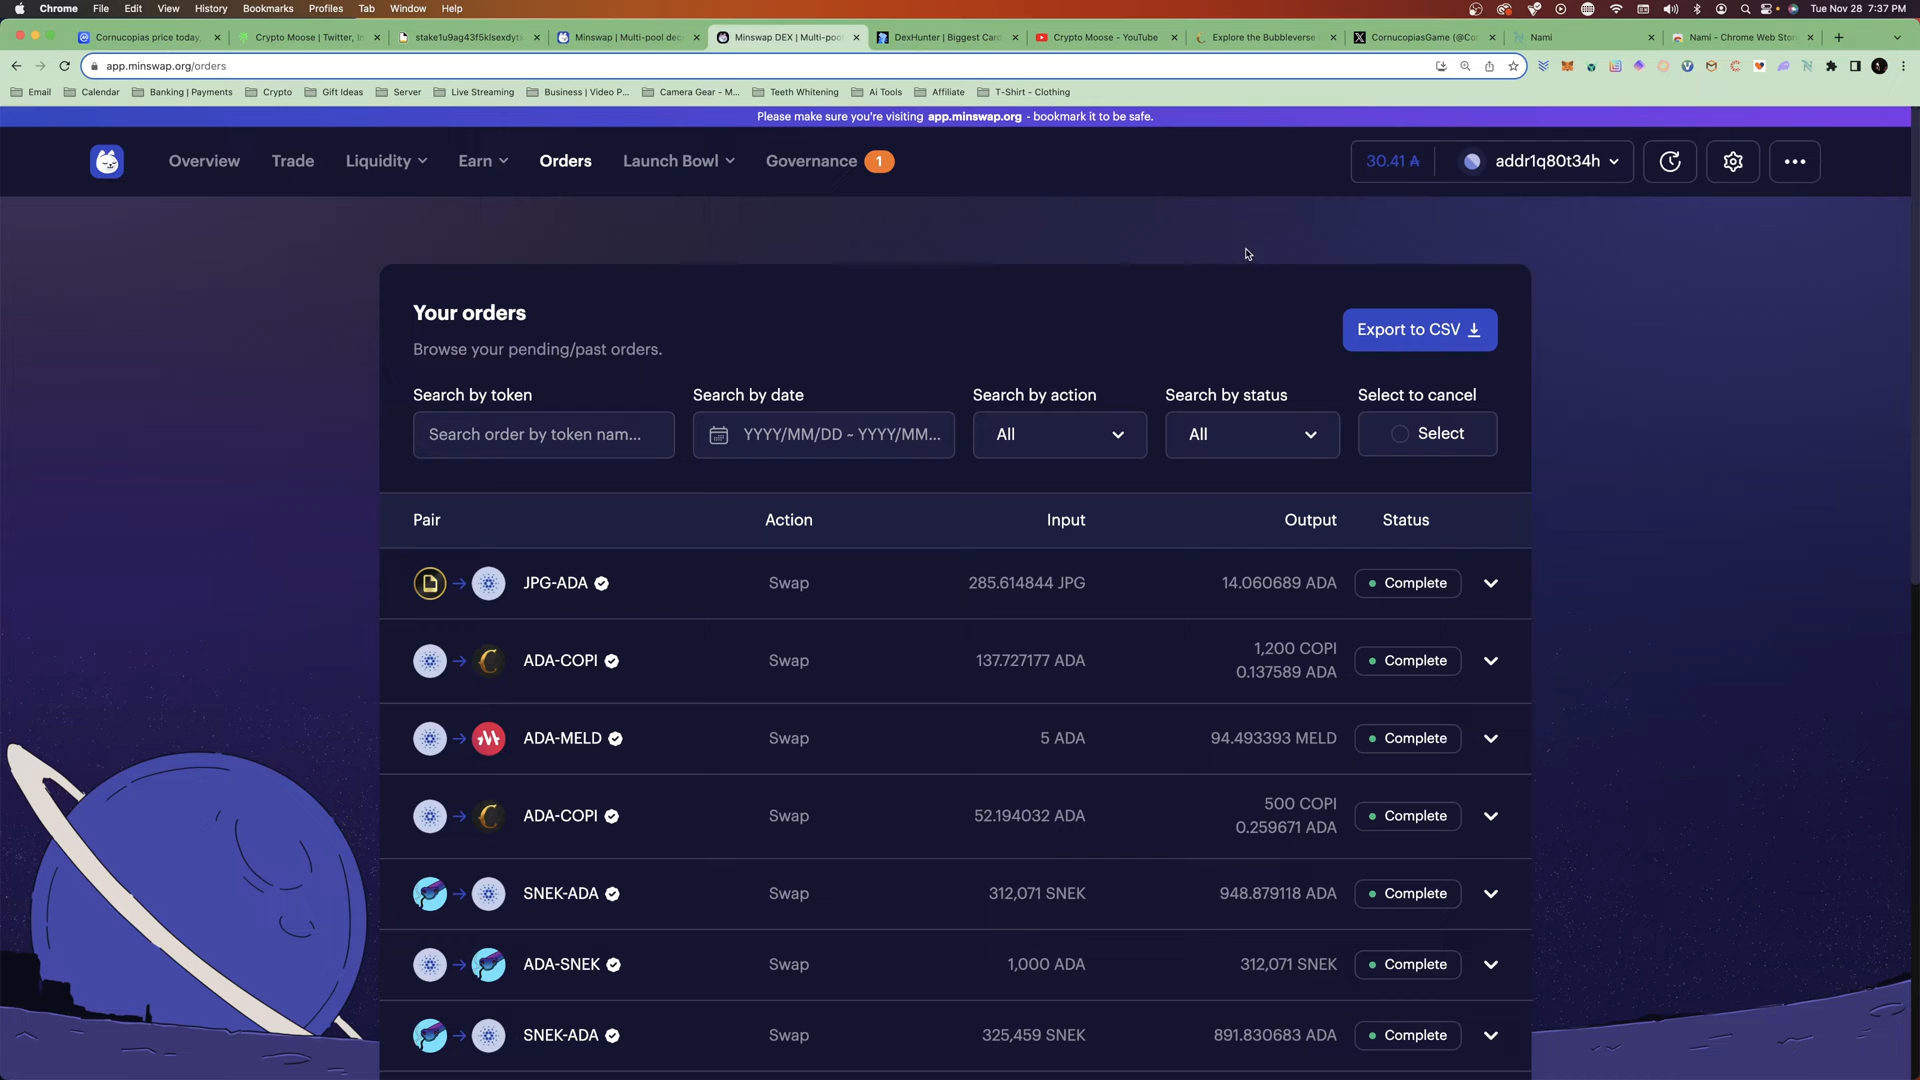 Chrome File Edit View History Bookmarks Profiles Tab Window Help Tue Nov 28 7:37 PM
Cornucopias price today, Crypto Moose | Twitter, In stake1u9ag43f5klsexdyt Minswap | Multi-pool dec Minswap DEX | Multi-poo DexHunter | Biggest Card Crypto Moose - YouTube Explore the Bubbleverse CornucopiasGame (@Co Nami Nami - Chrome Web Sto
app.minswap.org/orders
Email Calendar Banking | Payments Crypto Gift Ideas Server Live Streaming Business | Video P... Camera Gear - M... Teeth Whitening Ai Tools Affiliate T-Shirt - Clothing
Please make sure you're visiting app.minswap.org - bookmark it to be safe.
Overview Trade Liquidity Earn Orders Launch Bowl Governance 1 30.41 ₳ addr1q80t34h
Your orders
Export to CSV
Browse your pending/past orders.
Search by token Search by date Search by action Search by status Select to cancel
Search order by token nam... YYYY/MM/DD ~ YYYY/MM... All All Select
Pair Action Input Output Status
JPG-ADA Swap 285.614844 JPG 14.060689 ADA Complete
ADA-COPI Swap 137.727177 ADA 1,200 COPI Complete
0.137589 ADA
ADA-MELD Swap 5 ADA 94.493393 MELD Complete
ADA-COPI Swap 52.194032 ADA 500 COPI Complete
0.259671 ADA
SNEK-ADA Swap 312,071 SNEK 948.879118 ADA Complete
ADA-SNEK Swap 1,000 ADA 312,071 SNEK Complete
SNEK-ADA Swap 325,459 SNEK 891.830683 ADA Complete